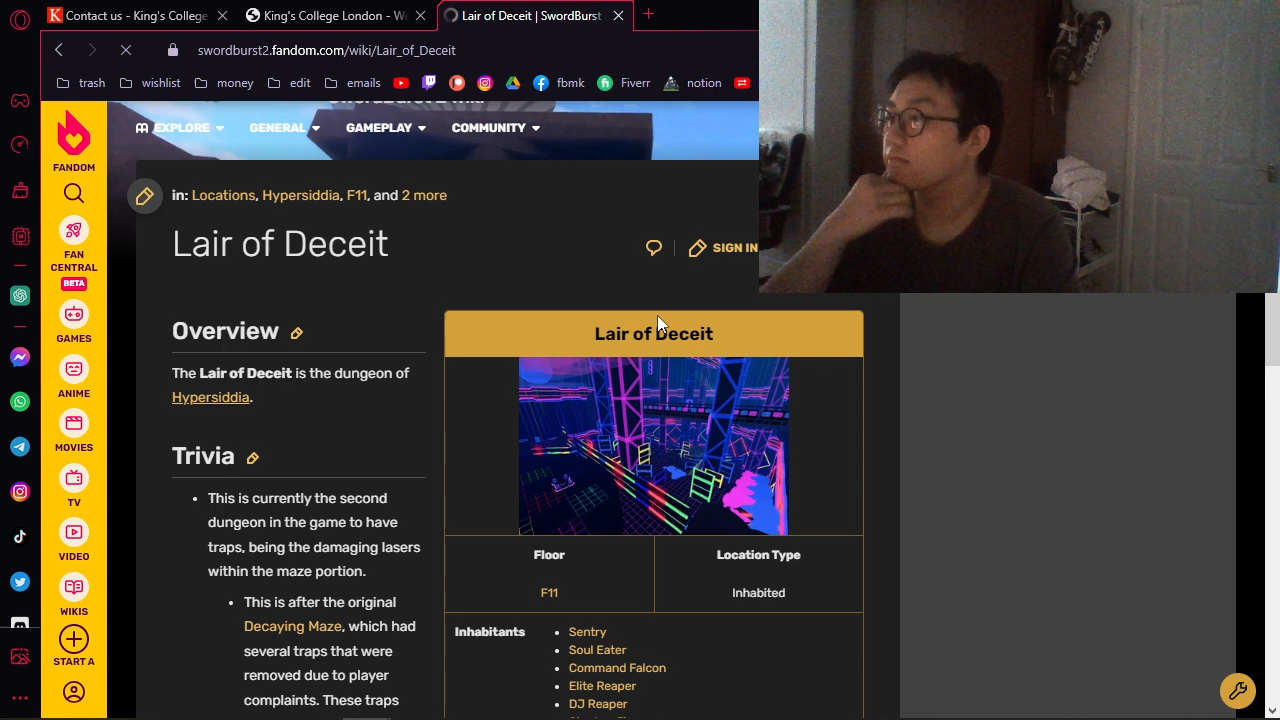 Contact us - King's College
King's College London - W
Lair of Deceit | SwordBurst
swordburst2.fandom.com/wiki/Lair_of_Deceit
trash
wishlist
money
edit
emails
fbmk
Fiverr
notion
SwordBurst 2 Wiki
EXPLORE
GENERAL
GAMEPLAY
COMMUNITY
FANDOM
FAN
CENTRAL
BETA
GAMES
ANIME
MOVIES
TV
VIDEO
WIKIS
START A
in: Locations, Hypersiddia, F11, and 2 more
Lair of Deceit
SIGN IN
Overview
The Lair of Deceit is the dungeon of
Hypersiddia.
Trivia
This is currently the second
dungeon in the game to have
traps, being the damaging lasers
within the maze portion.
This is after the original
Decaying Maze, which had
several traps that were
removed due to player
complaints. These traps
Lair of Deceit
Floor
Location Type
F11
Inhabited
Inhabitants
Sentry
Soul Eater
Command Falcon
Elite Reaper
DJ Reaper